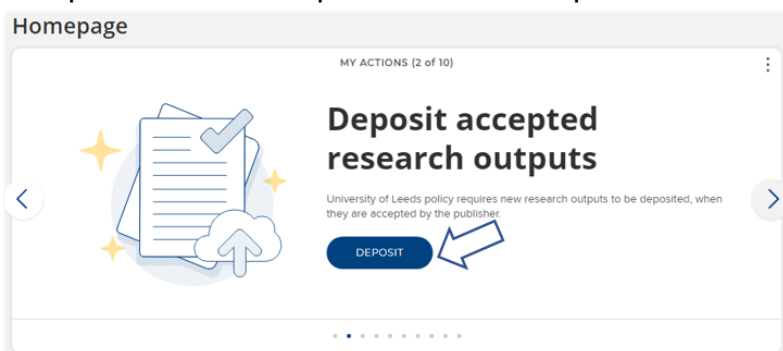 Homepage
MY ACTIONS (2 of 10)
Deposit accepted
research outputs
University of Leeds policy requires new research outputs to be deposited, when
they are accepted by the publisher.
DEPOSIT